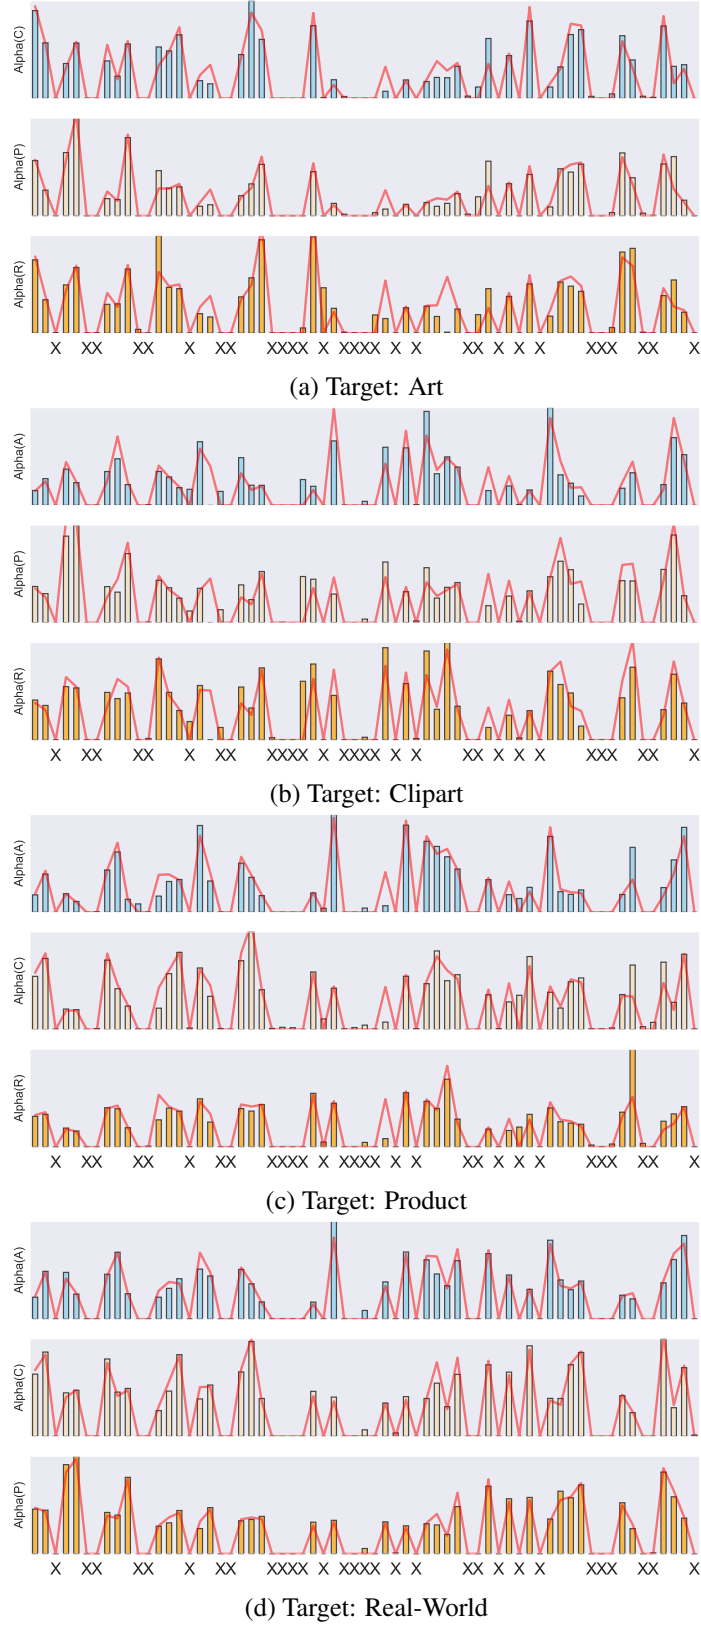 Alpha(C)
Alpha(P)
Alpha(R)
X XX XX X XX XXXX X XXXX X X XX X X X XXX XX X
(a) Target: Art
Alpha(A)
Alpha(P)
Alpha(R)
X XX XX X XX XXXX X XXXX X X XX X X X XXX XX X
(b) Target: Clipart
Alpha(A)
Alpha(C)
Alpha(R)
X XX XX X XX XXXX X XXXX X X XX X X X XXX XX X
(c) Target: Product
Alpha(A)
Alpha(C)
Alpha(P)
X XX XX X XX XXXX X XXXX X X XX X X X XXX XX X
(d) Target: Real-World